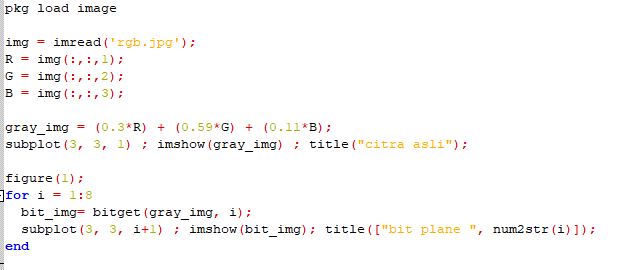 pkg load image
img = imread('rgb.jpg');
R = img(:,:,1);
G = img(:,:,2);
B = img(:,:,3);
gray_img = (0.3*R) + (0.59*G) + (0.11*B);
subplot(3, 3, 1) ; imshow(gray_img) ; title("citra asli");
figure(1);
for i = 1:8
bit_img= bitget(gray_img, i);
subplot(3, 3, i+1) ; imshow(bit_img); title(["bit plane ", num2str(i)]);
end